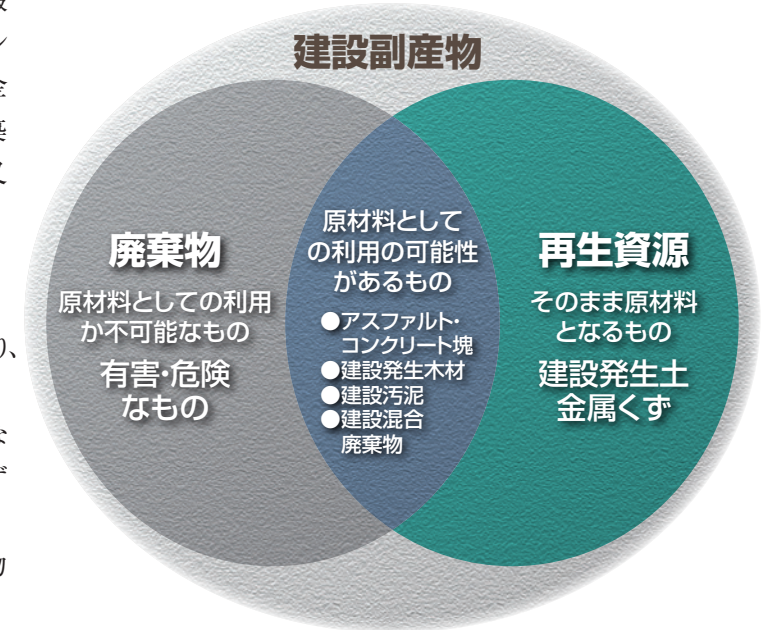 建設副産物
廃棄物
原材料としての利用
か不可能なもの
有害・危険
なもの
原材料として
の利用の可能性
があるもの
●アスファルト・
コンクリート塊
●建設発生木材
●建設汚泥
●建設混合
廃棄物
再生資源
そのまま原材料
となるもの
建設発生土
金属くず
り、